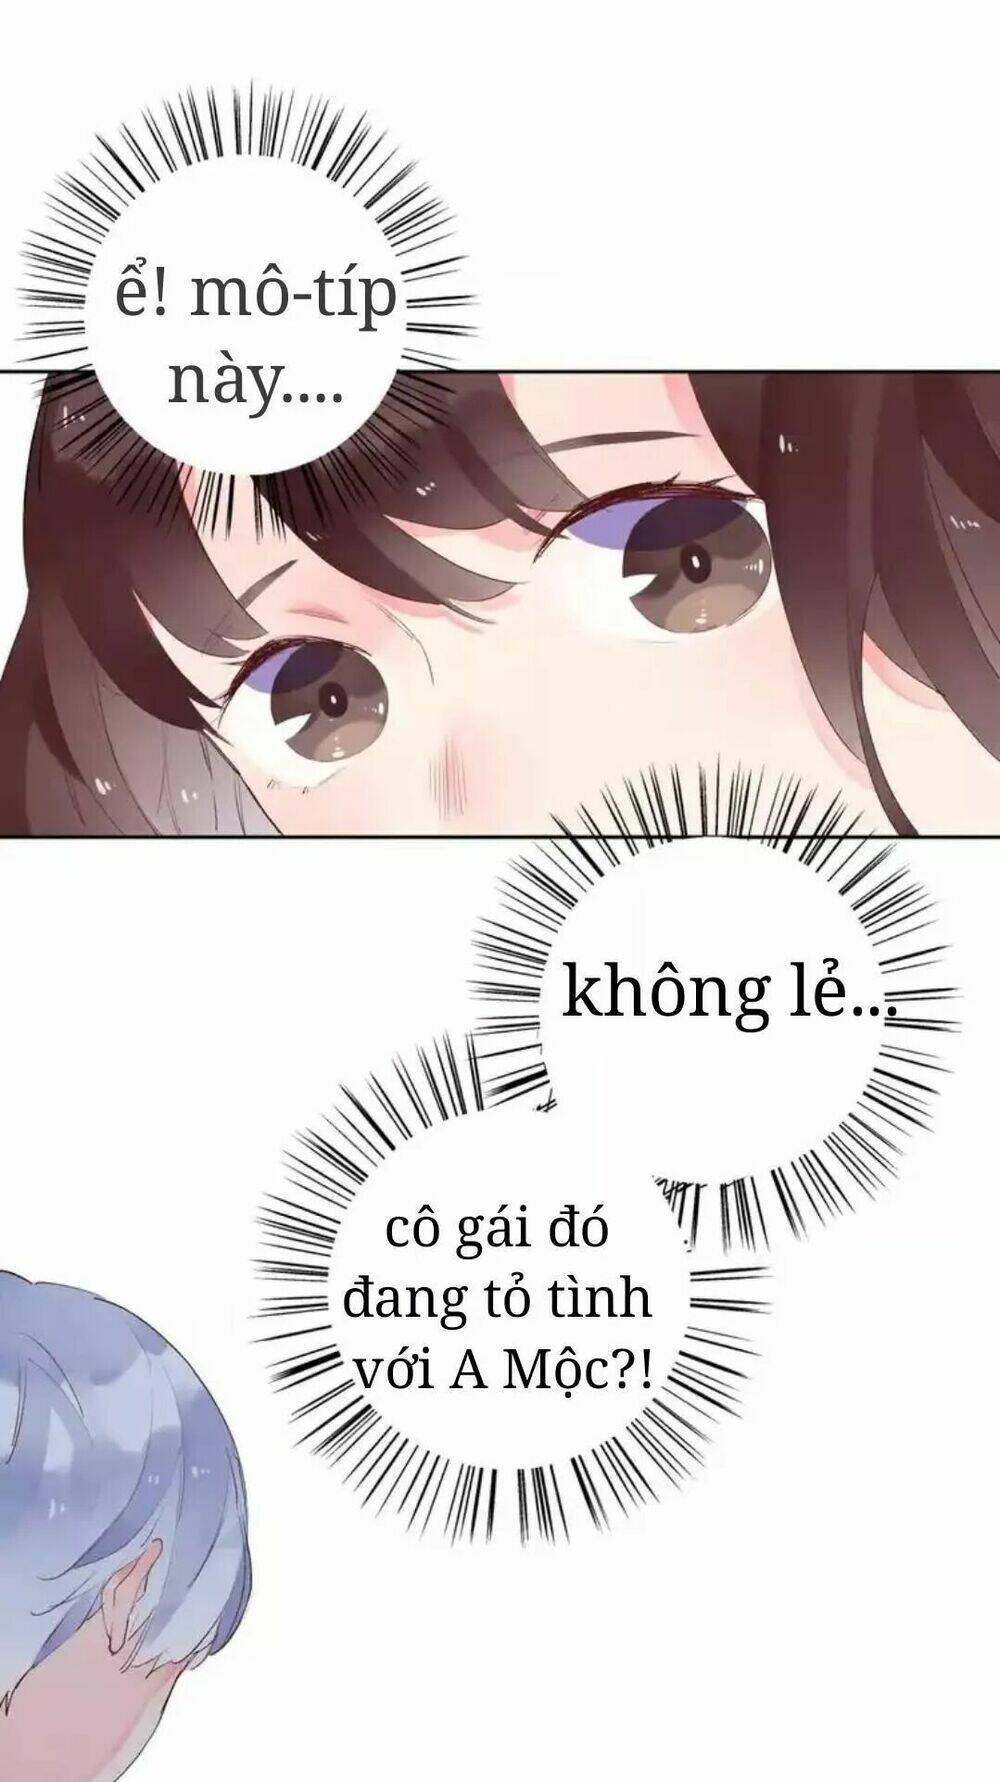 ể! mô-típ
này....
không lẻ...
cô gái đó
đang tỏ tình
với A Mộc?!